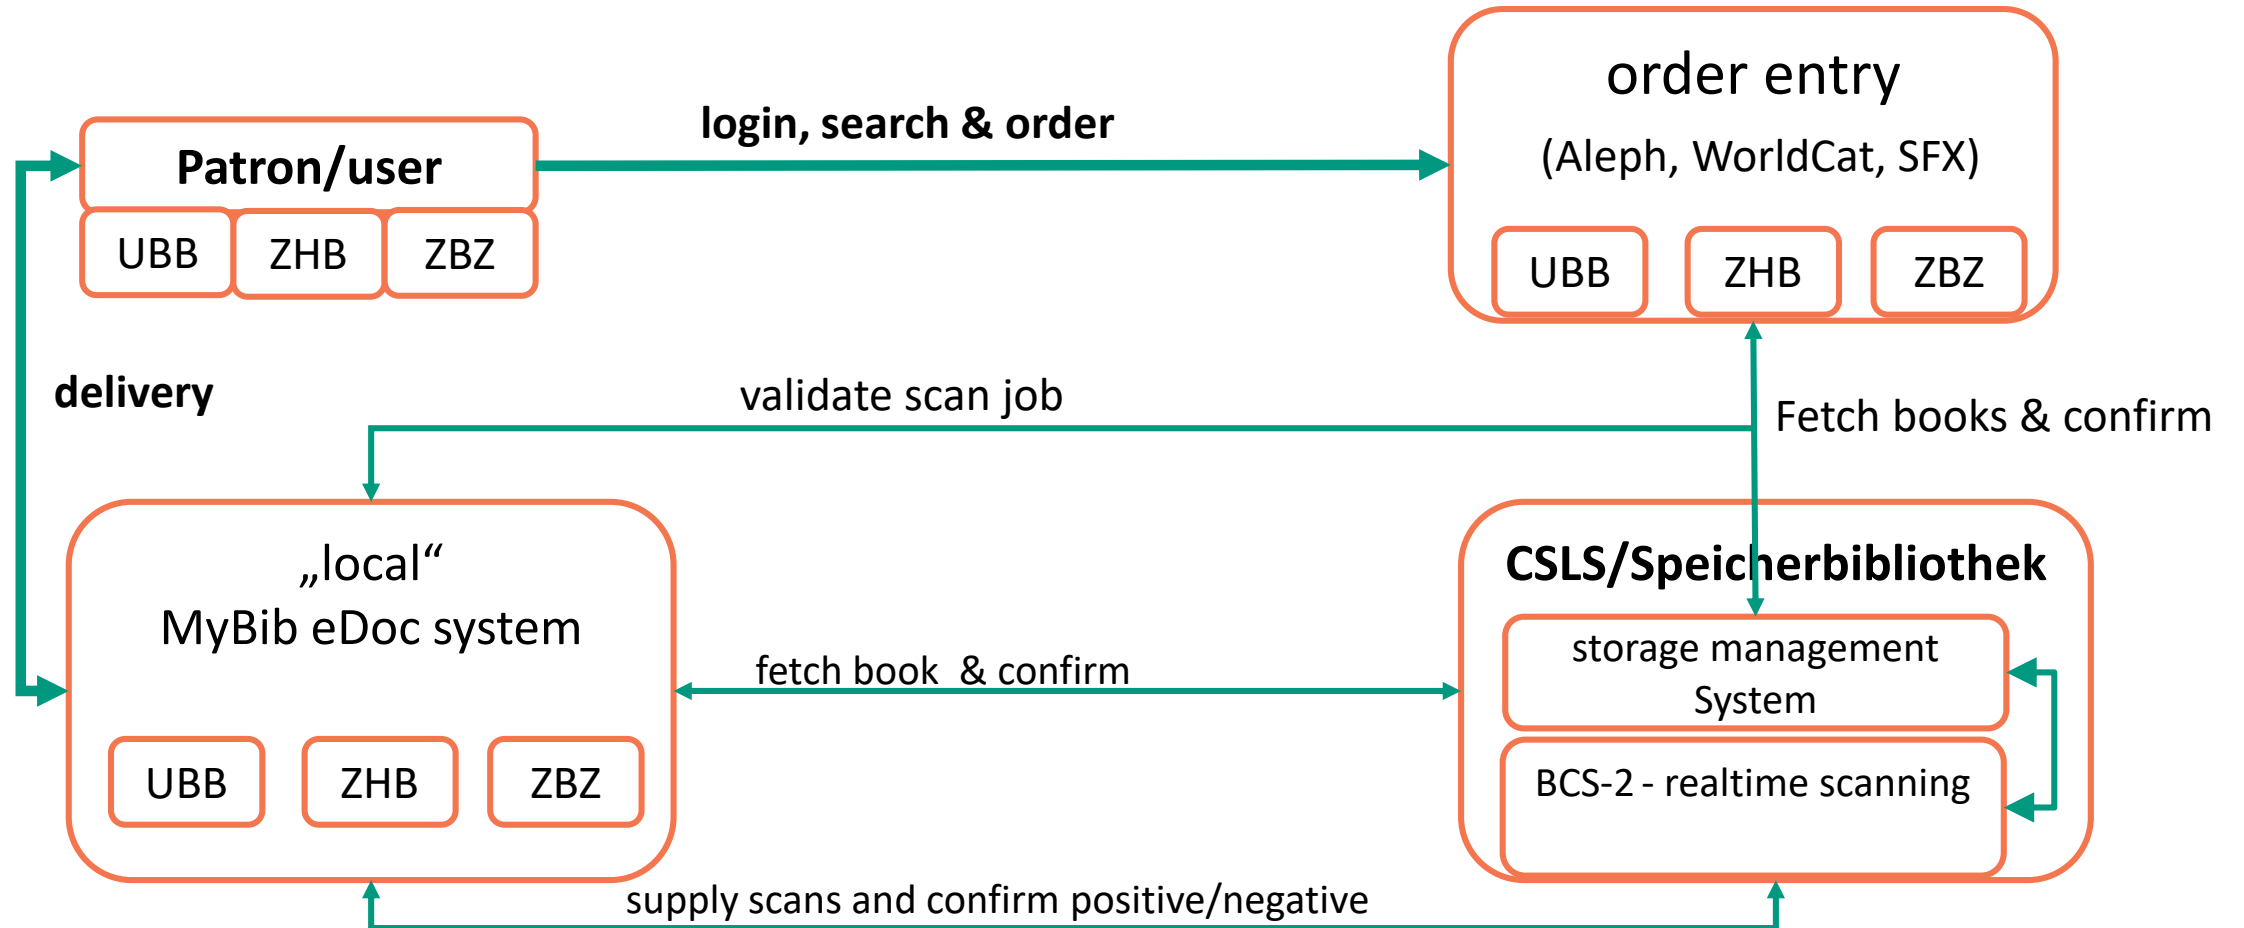 order entry
(Aleph, WorldCat, SFX)
UBB
ZHB
ZBZ
login, search & order
Patron/user
UBB
ZHB
ZBZ
delivery
validate scan job
Fetch books & confirm
„local“
MyBib eDoc system
UBB
ZHB
ZBZ
fetch book & confirm
CSLS/Speicherbibliothek
storage management
System
BCS-2 - realtime scanning
supply scans and confirm positive/negative